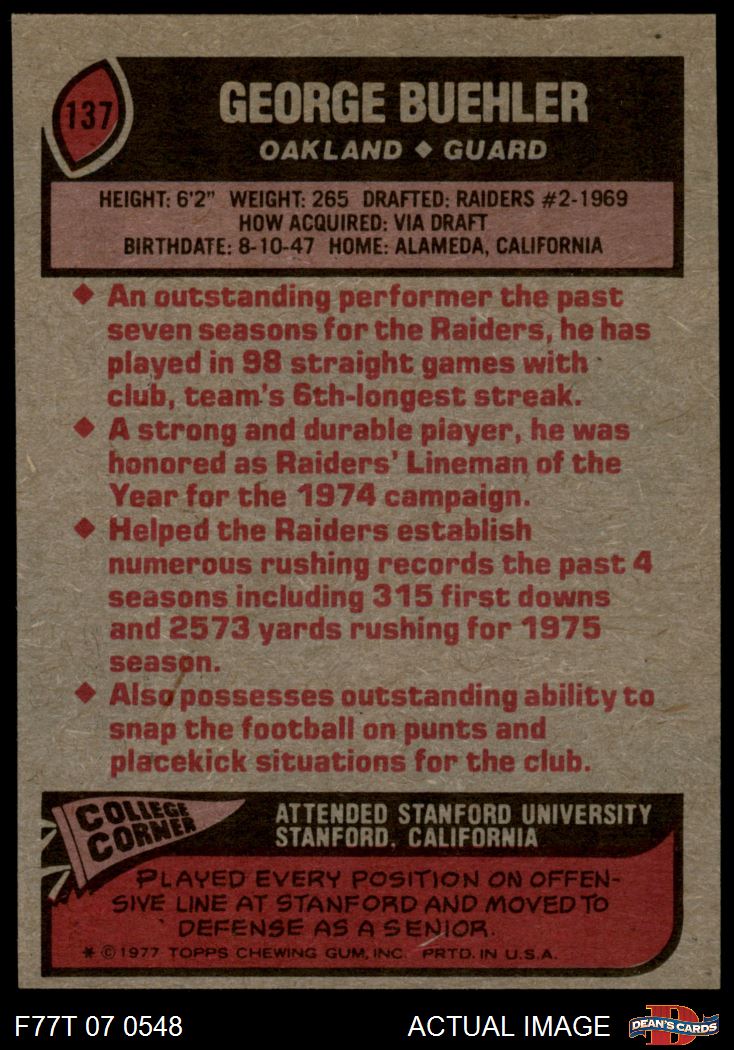 137
GEORGE BUEHLER
OAKLAND ◆ GUARD
HEIGHT: 6'2" WEIGHT: 265 DRAFTED: RAIDERS #2-1969
HOW ACQUIRED: VIA DRAFT
BIRTHDATE: 8-10-47 HOME: ALAMEDA, CALIFORNIA
◆ An outstanding performer the past
seven seasons for the Raiders, he has
played in 98 straight games with
club, team's 6th-longest streak.
◆ A strong and durable player, he was
honored as Raiders' Lineman of the
Year for the 1974 campaign.
◆ Helped the Raiders establish
numerous rushing records the past 4
seasons including 315 first downs
and 2573 yards rushing for 1975
season.
◆ Also possesses outstanding ability to
snap the football on punts and
placekick situations for the club.
COLLEGE
CORNER
ATTENDED STANFORD UNIVERSITY
STANFORD, CALIFORNIA
PLAYED EVERY POSITION ON OFFEN-
SIVE LINE AT STANFORD AND MOVED TO
DEFENSE AS A SENIOR.
* © 1977 TOPPS CHEWING GUM, INC. PRTD. IN U.S.A.
F77T 07 0548
ACTUAL IMAGE
D
DEAN'S CARDS